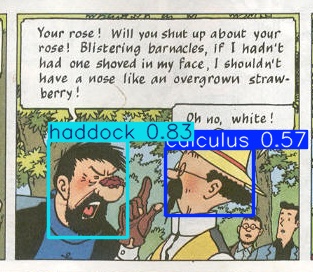 Your rose! Will you shut up about your
rose! Blistering barnacles, if I hadn't
had one shoved in my face, I shouldn't
have a nose like an overgrown straw-
berry!
Oh no, white!
haddock 0.83
calculus 0.57